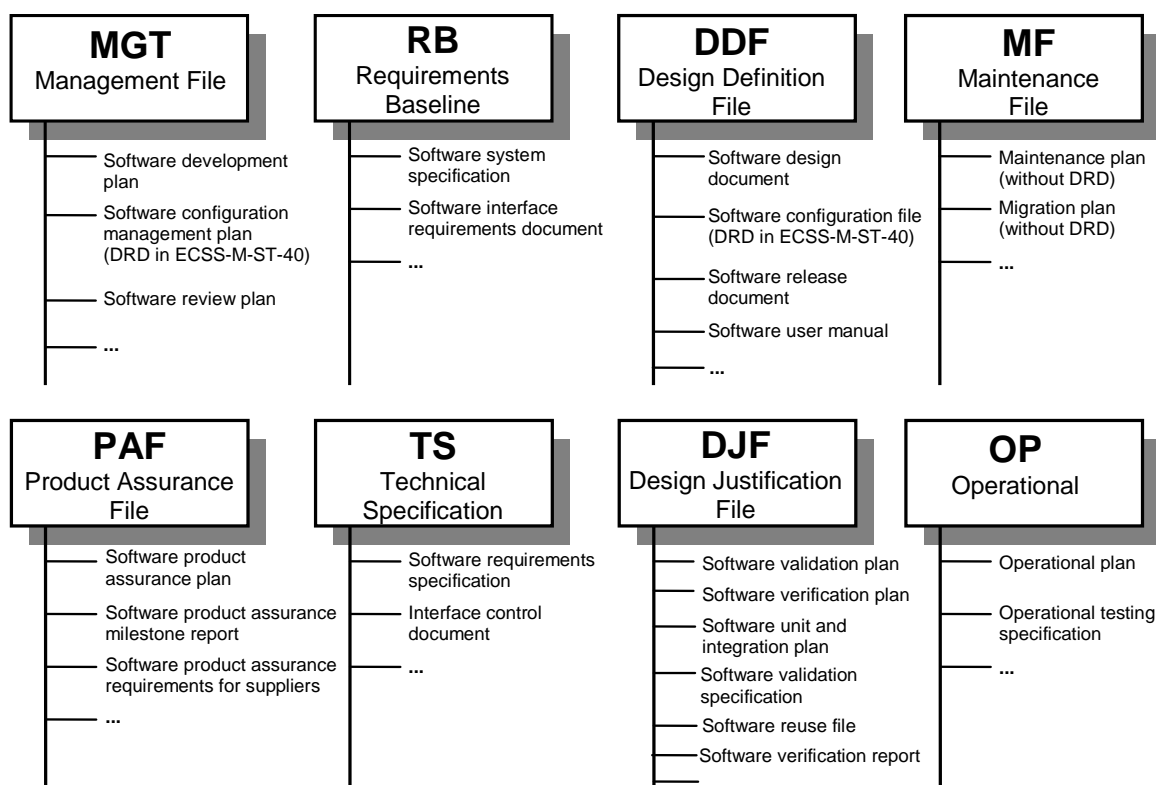 MGT
Management File
Software development
plan
Software configuration
management plan
(DRD in ECSS-M-ST-40)
Software review plan
...
RB
Requirements
Baseline
Software system
specification
Software interface
requirements document
...
DDF
Design Definition
File
Software design
document
Software configuration file
(DRD in ECSS-M-ST-40)
Software release
document
Software user manual
...
MF
Maintenance
File
Maintenance plan
(without DRD)
Migration plan
(without DRD)
...
PAF
Product Assurance
File
Software product
assurance plan
Software product assurance
milestone report
Software product assurance
requirements for suppliers
...
TS
Technical
Specification
Software requirements
specification
Interface control
document
...
DJF
Design Justification
File
Software validation plan
Software verification plan
Software unit and
integration plan
Software validation
specification
Software reuse file
Software verification report
OP
Operational
Operational plan
Operational testing
specification
...